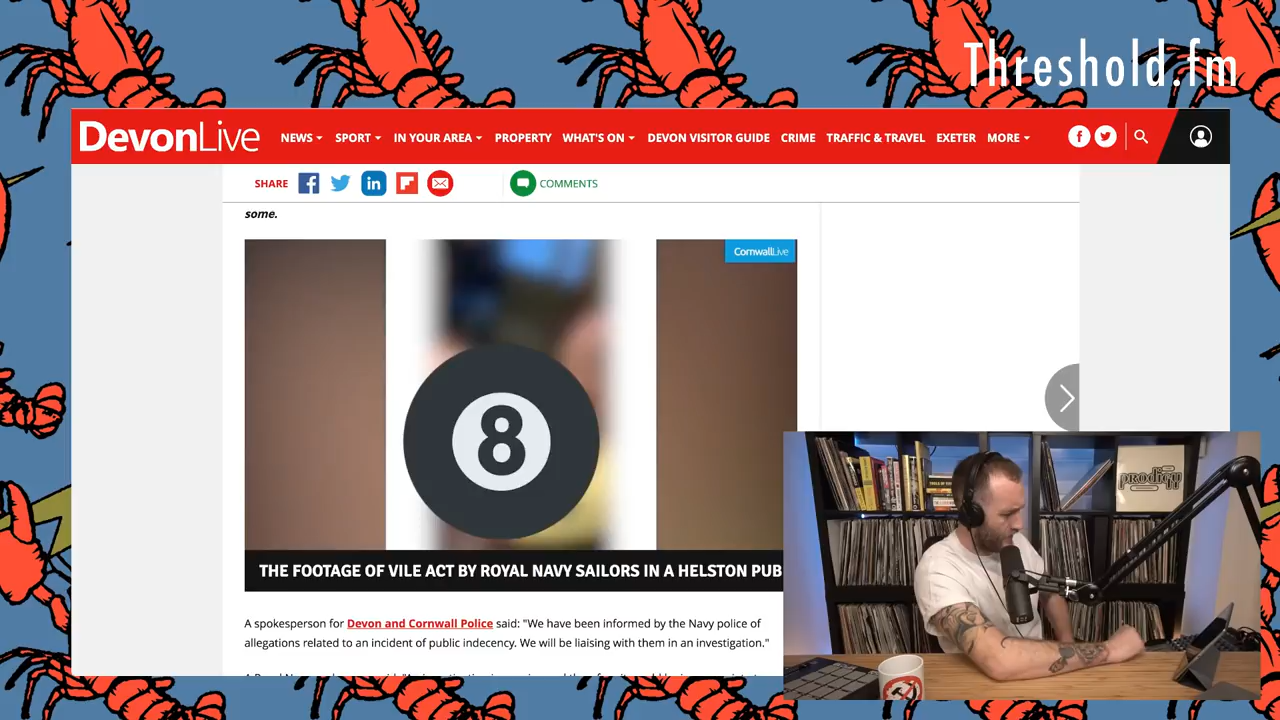 Threshold.fm
DevonLive NEWS SPORT IN YOUR AREA PROPERTY WHAT'S ON DEVON VISITOR GUIDE CRIME TRAFFIC & TRAVEL EXETER MORE
SHARE COMMENTS
some.
CornwallLive
8
THE FOOTAGE OF VILE ACT BY ROYAL NAVY SAILORS IN A HELSTON PUB
prodigy
A spokesperson for Devon and Cornwall Police said: "We have been informed by the Navy police of
allegations related to an incident of public indecency. We will be liaising with them in an investigation."